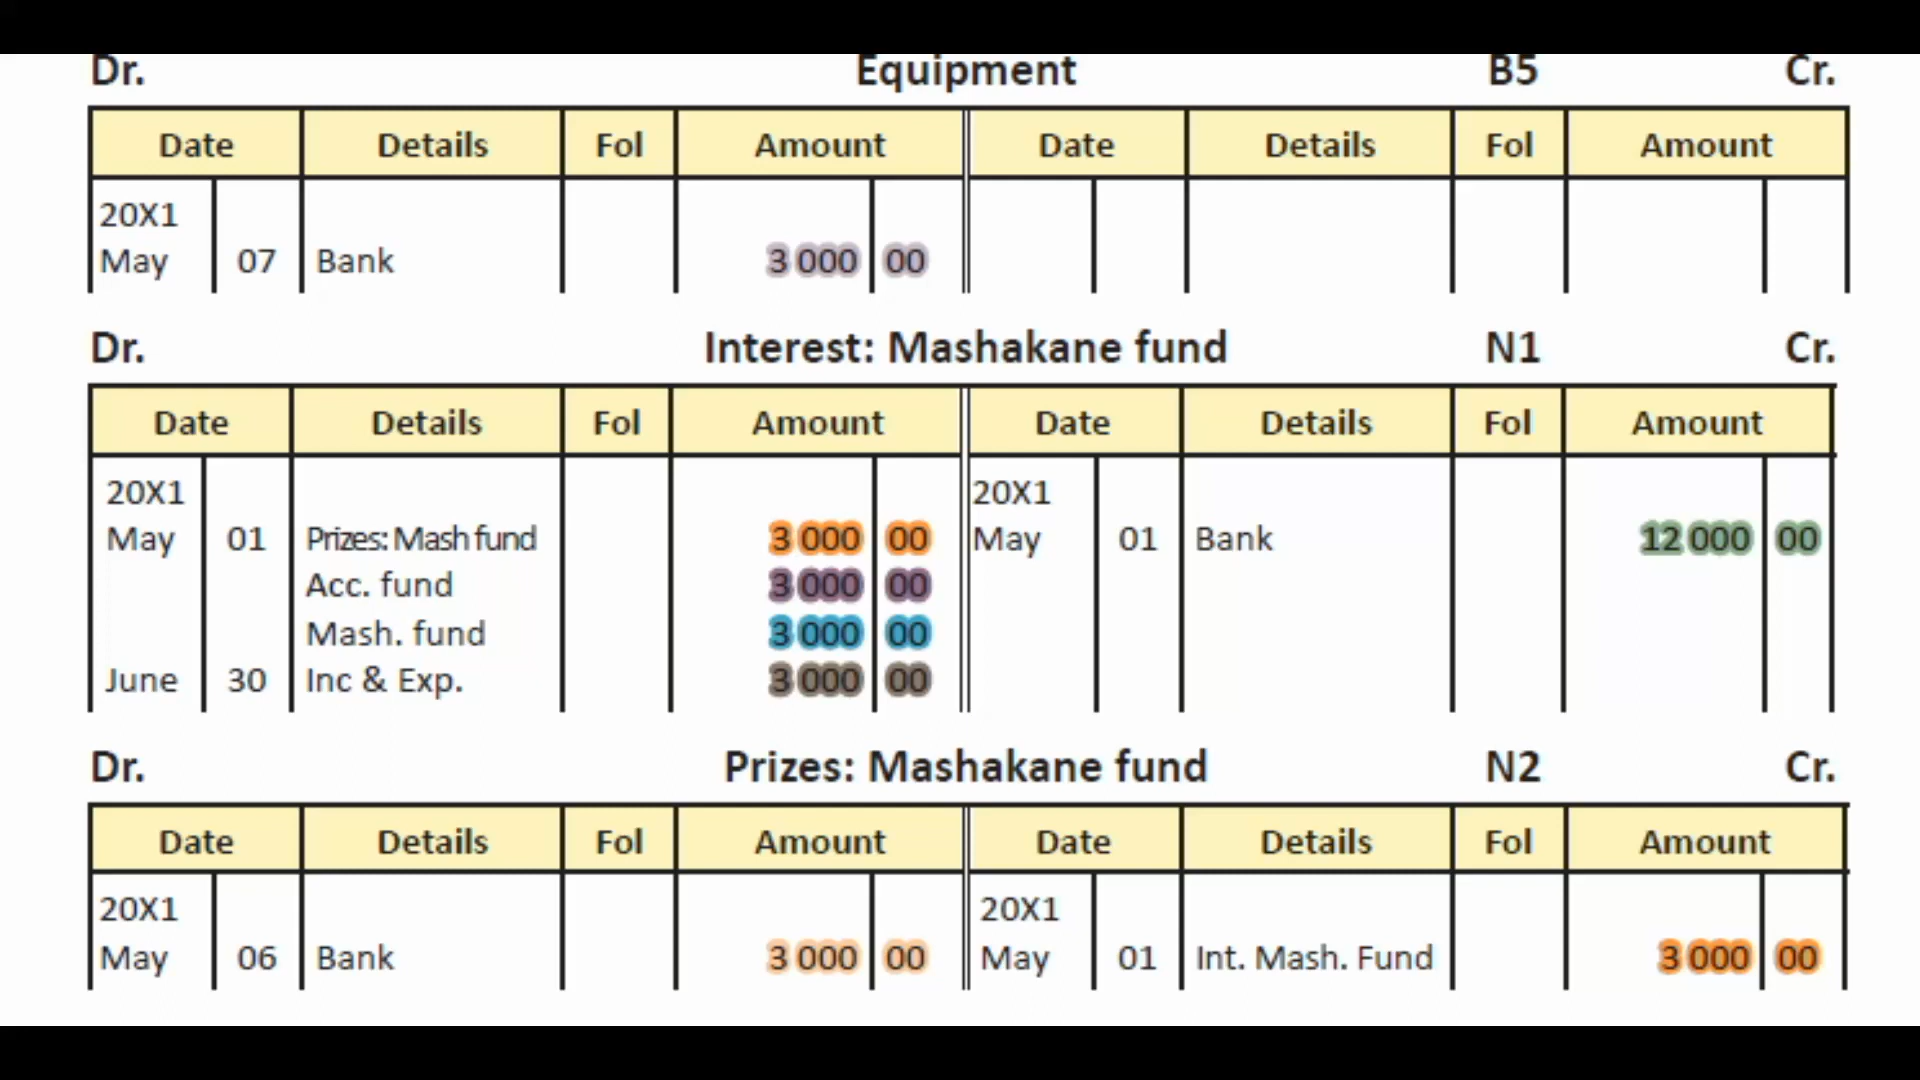 Dr. Equipment B5 Cr.
Date Details Fol Amount Date Details Fol Amount
20X1
May 07 Bank 3 000 00
Dr. Interest: Mashakane fund N1 Cr.
Date Details Fol Amount Date Details Fol Amount
20X1 20X1
May 01 Prizes: Mash fund 3 000 00 May 01 Bank 12 000 00
Acc. fund 3 000 00
Mash. fund 3 000 00
June 30 Inc & Exp. 3 000 00
Dr. Prizes: Mashakane fund N2 Cr.
Date Details Fol Amount Date Details Fol Amount
20X1 20X1
May 06 Bank 3 000 00 May 01 Int. Mash. Fund 3 000 00